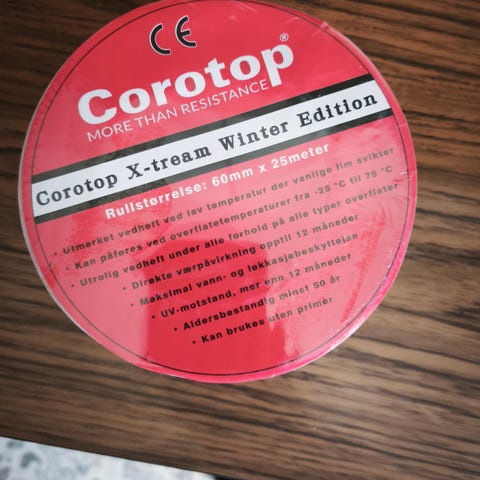 CE
Corotop®
MORE THAN RESISTANCE
Corotop X-tream Winter Edition
Rullstørrelse: 60mm x 25meter
• Utmerket vedheft ved lav temperatur der vanlige lim svikter
• Kan påføres ved overflatetemperaturer fra -25 °C til 75 °C
• Utrolig vedheft under alle forhold på alle typer overflater
• Direkte værpåvirkning opptil 12 måneder
• Maksimal vann- og lekkasjebeskyttelse
• UV-motstand, mer enn 12 måneder
• Aldersbestandig minst 50 år
• Kan brukes uten primer